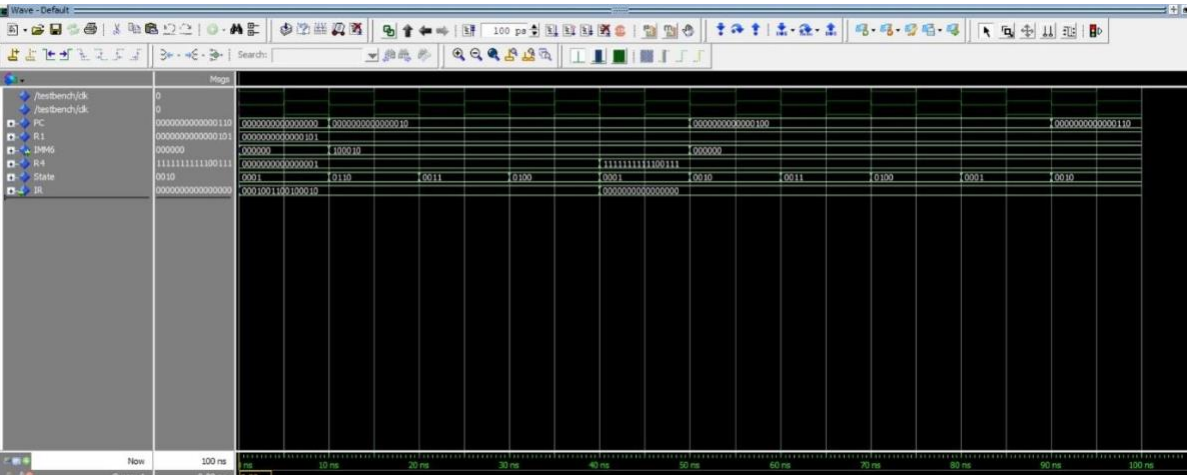 Wave - Default
100 ps
Search:
Msgs
/testbench/clk 0
/testbench/clk 0
PC 0000000000000110 0000000000000000 0000000000000010 0000000000000100 0000000000000110
R1 0000000000000101 0000000000000101
IMM6 000000 000000 100010 000000
R4 1111111111100111 0000000000000001 1111111111100111
State 0010 0001 0110 0011 0100 0001 0010 0011 0100 0001 0010
IR 0000000000000000 0001001100100010 0000000000000000
Now 100 ns
ns 10 ns 20 ns 30 ns 40 ns 50 ns 60 ns 70 ns 80 ns 90 ns 100 ns